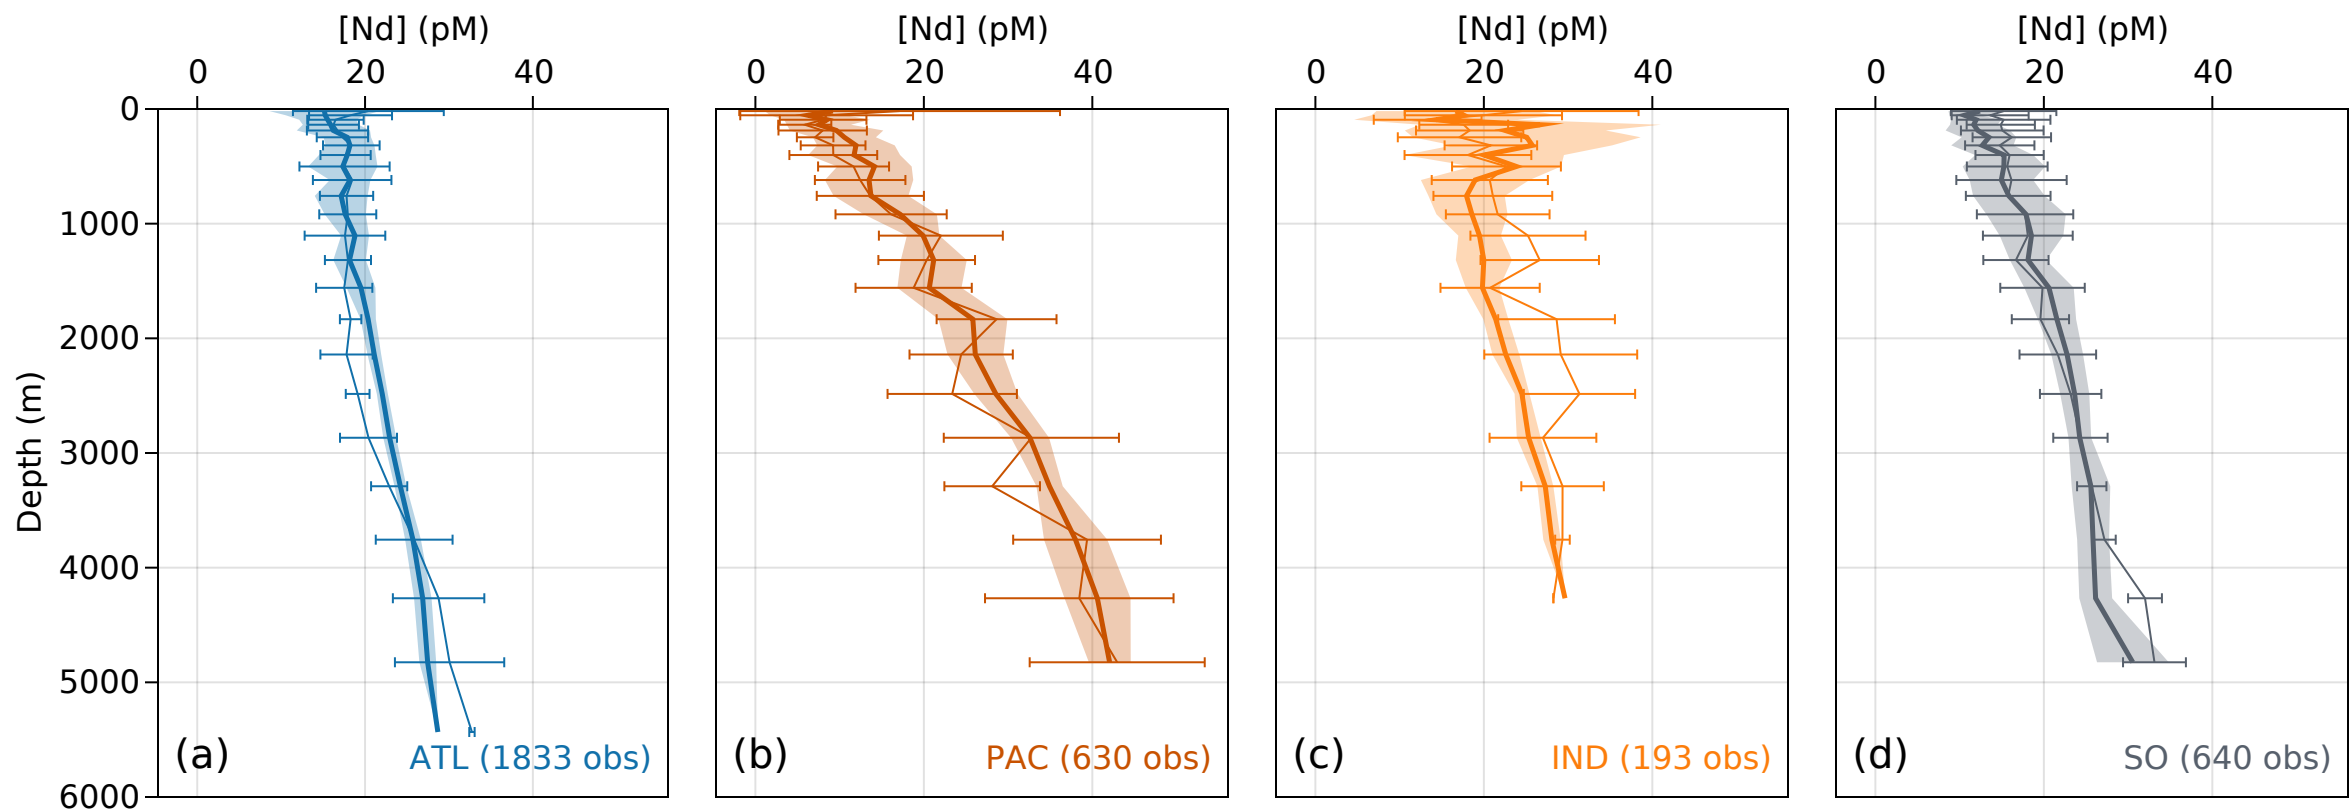 [Nd] (pM) [Nd] (pM) [Nd] (pM) [Nd] (pM)
0 20 40 0 20 40 0 20 40 0 20 40
0
1000
2000
Depth (m)
3000
4000
5000
6000
(a) ATL (1833 obs) (b) PAC (630 obs) (c) IND (193 obs) (d) SO (640 obs)